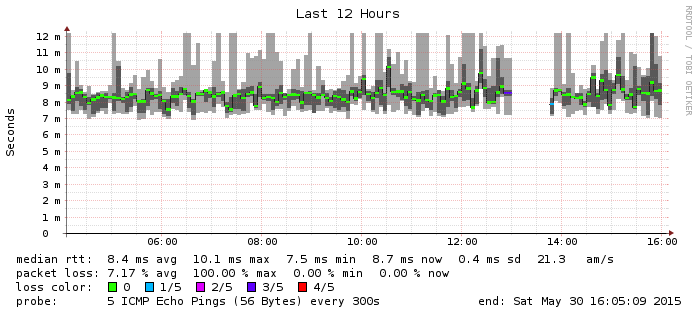 Last 12 Hours
RRDTOOL / TOBI OETIKER
Seconds
12 m
11 m
10 m
9 m
8 m
7 m
6 m
5 m
4 m
3 m
2 m
1 m
0
06:00 08:00 10:00 12:00 14:00 16:00
median rtt: 8.4 ms avg 10.1 ms max 7.5 ms min 8.7 ms now 0.4 ms sd 21.3 am/s
packet loss: 7.17 % avg 100.00 % max 0.00 % min 0.00 % now
loss color: 0 1/5 2/5 3/5 4/5
probe: 5 ICMP Echo Pings (56 Bytes) every 300s end: Sat May 30 16:05:09 2015